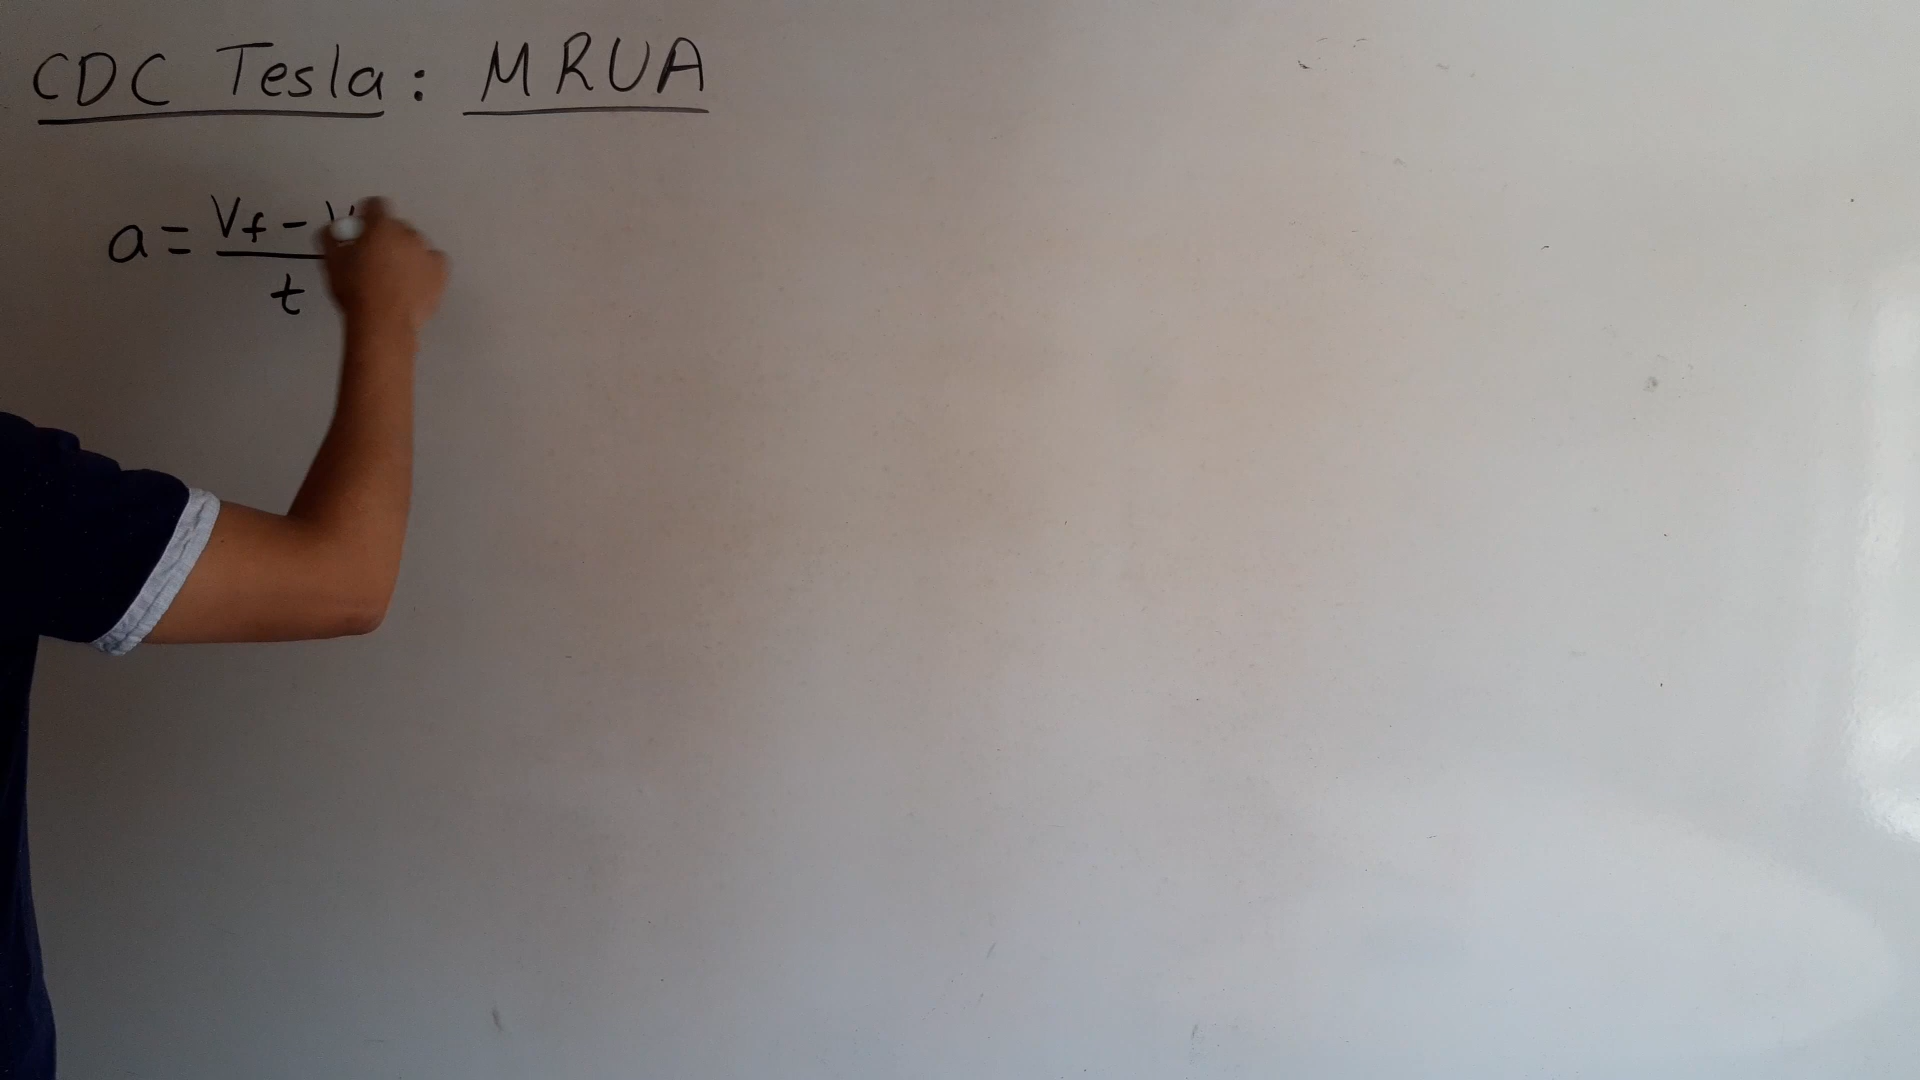 CDC Tesla: MRUA
a = Vf - V
t